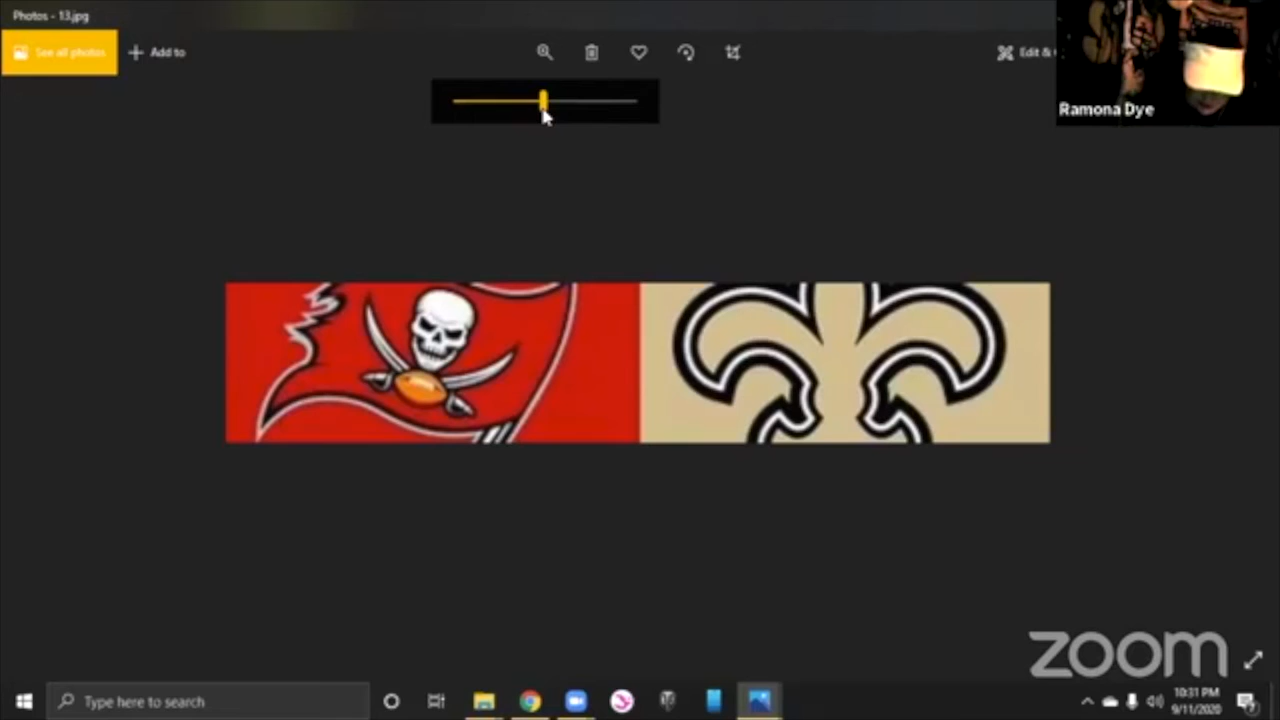 Photos - 13.jpg
See all photos
Add to
Edit &
Ramona Dye
zoom
Type here to search
10:31 PM
9/11/2020